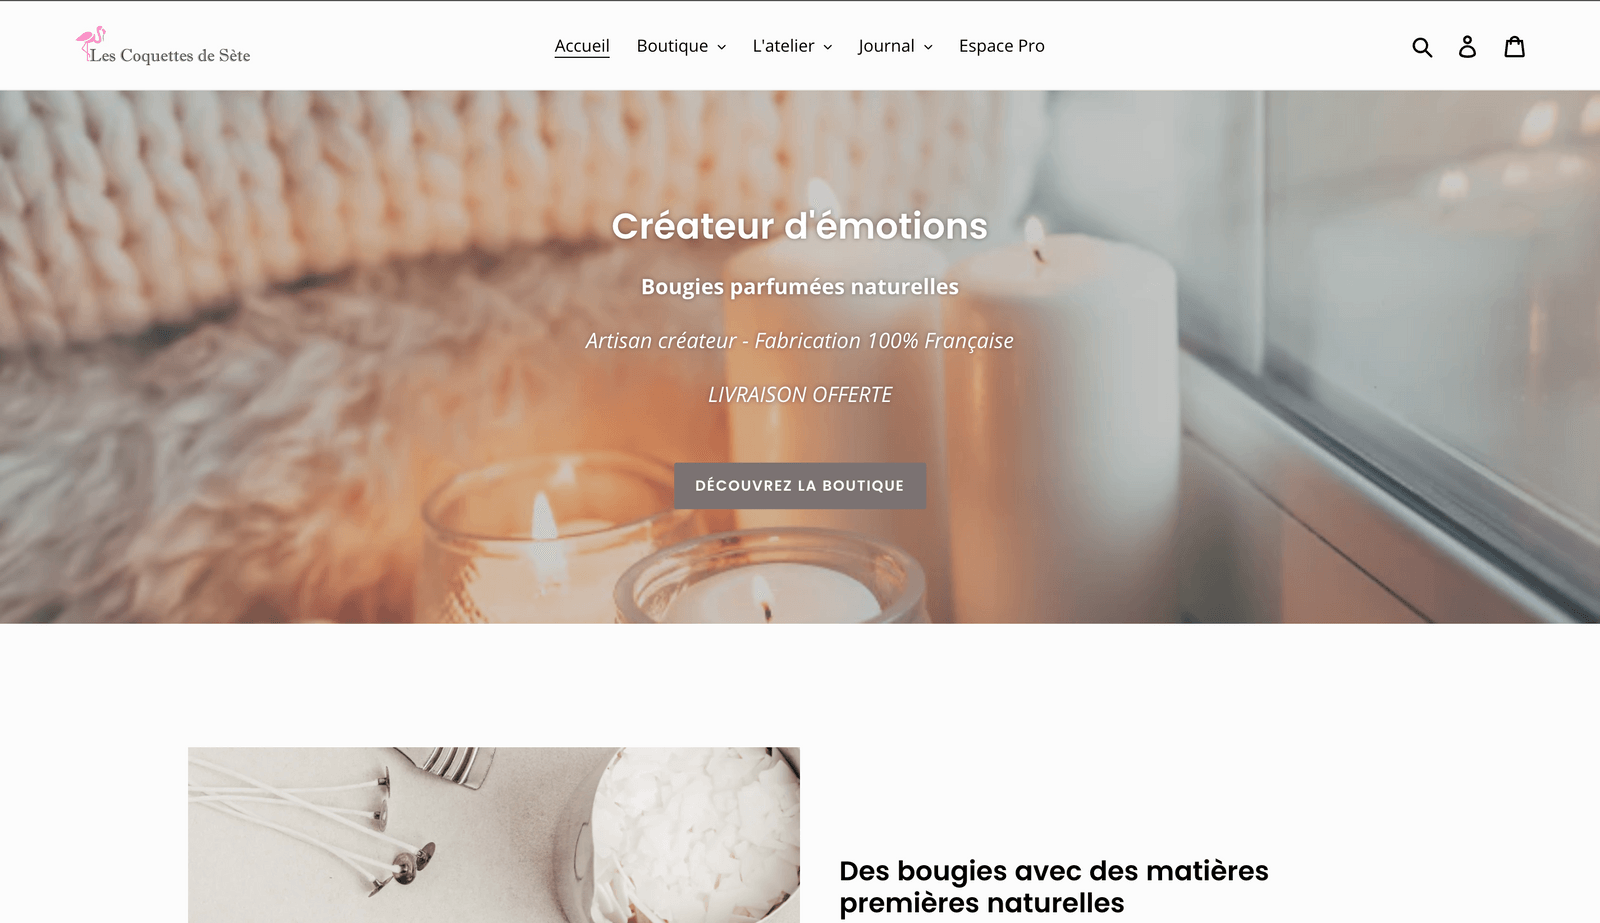 Les Coquettes de Sète
Accueil
Boutique
L'atelier
Journal
Espace Pro
Créateur d'émotions
Bougies parfumées naturelles
Artisan créateur - Fabrication 100% Française
LIVRAISON OFFERTE
DÉCOUVREZ LA BOUTIQUE
Des bougies avec des matières
premières naturelles